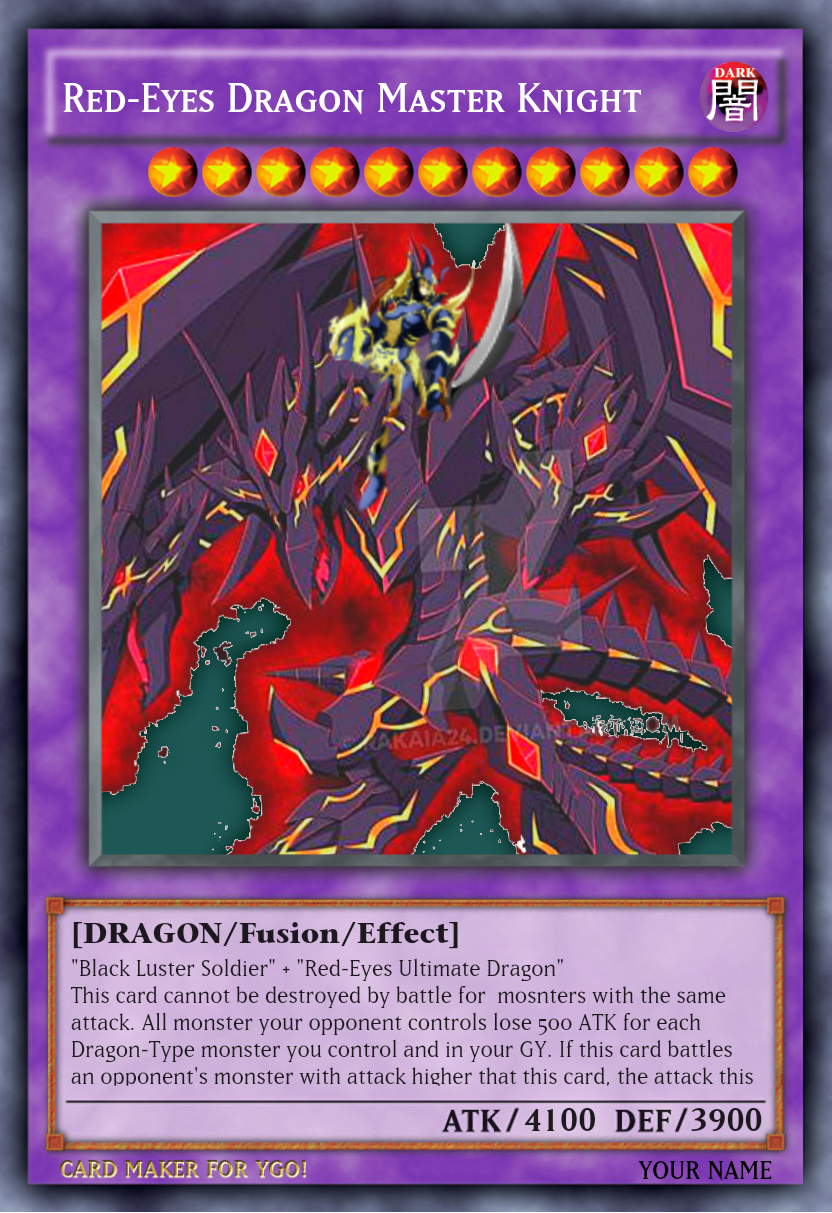 Red-Eyes Dragon Master Knight
DARK
闇
RAKAIA24.DEVIANTART.COM
[DRAGON/Fusion/Effect]
"Black Luster Soldier" + "Red-Eyes Ultimate Dragon"
This card cannot be destroyed by battle for  mosnters with the same
attack. All monster your opponent controls lose 500 ATK for each
Dragon-Type monster you control and in your GY. If this card battles
an opponent's monster with attack higher that this card, the attack this
ATK/4100 DEF/3900
CARD MAKER FOR YGO!
YOUR NAME